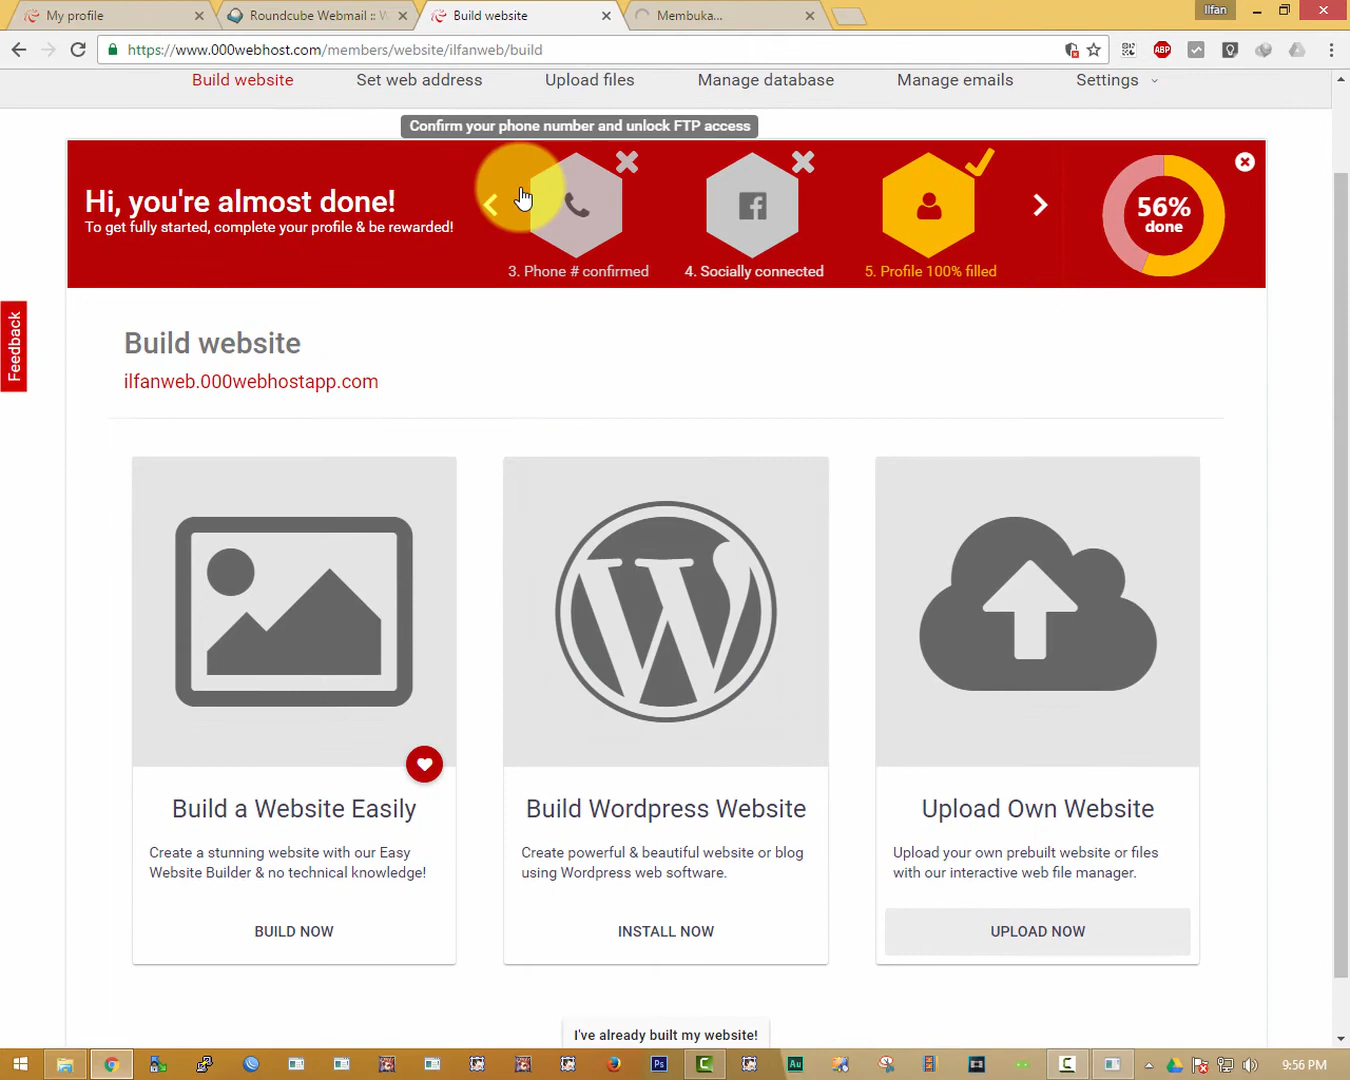 My profile
Roundcube Webmail :: W
Build website
Membuka...
Ilfan
https://www.000webhost.com/members/website/ilfanweb/build
ABP
Build website
Set web address
Upload files
Manage database
Manage emails
Settings
Confirm your phone number and unlock FTP access
Hi, you're almost done!
To get fully started, complete your profile & be rewarded!
3. Phone # confirmed
4. Socially connected
5. Profile 100% filled
56%
done
Feedback
Build website
ilfanweb.000webhostapp.com
Build a Website Easily
Create a stunning website with our Easy
Website Builder & no technical knowledge!
BUILD NOW
Build Wordpress Website
Create powerful & beautiful website or blog
using Wordpress web software.
INSTALL NOW
Upload Own Website
Upload your own prebuilt website or files
with our interactive web file manager.
UPLOAD NOW
I've already built my website!
Ps
C
Au
C
9:56 PM